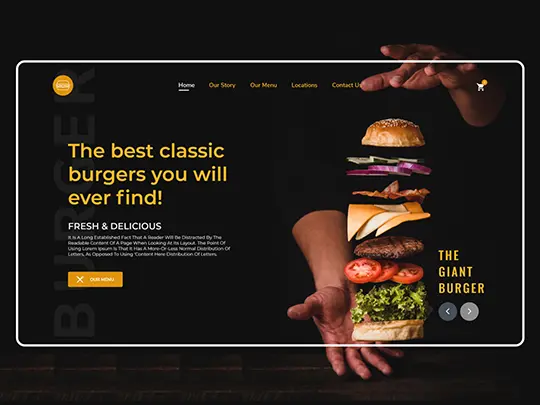 Home
Our Story
Our Menu
Locations
Contact Us
BURGER
The best classic
burgers you will
ever find!
FRESH & DELICIOUS
It Is A Long Established Fact That A Reader Will Be Distracted By The
Readable Content Of A Page When Looking At Its Layout. The Point Of
Using Lorem Ipsum Is That It Has A More-Or-Less Normal Distribution Of
Letters, As Opposed To Using 'Content Here Distribution Of Letters.
OUR MENU
THE
GIANT
BURGER